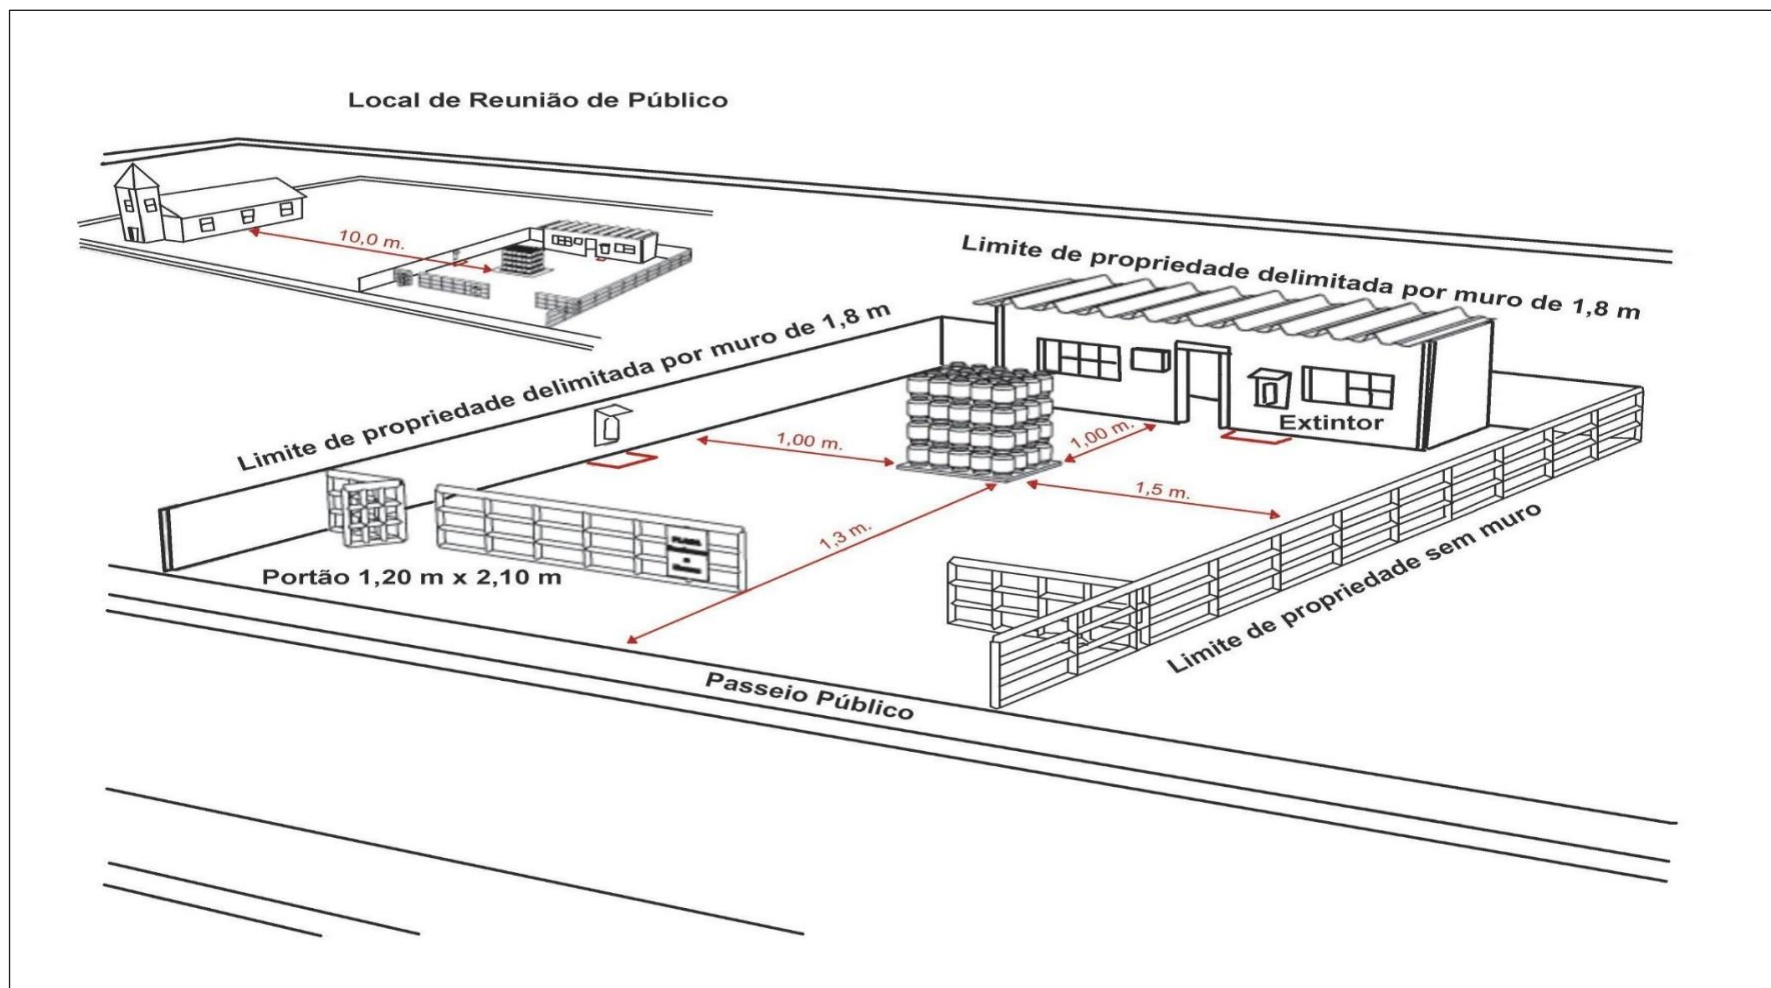 Local de Reunião de Público
10,0 m.
Limite de propriedade delimitada por muro de 1,8 m
Limite de propriedade delimitada por muro de 1,8 m
Extintor
1,00 m.
1,00 m.
1,5 m.
1,3 m.
Limite de propriedade sem muro
Portão 1,20 m x 2,10 m
Passeio Público